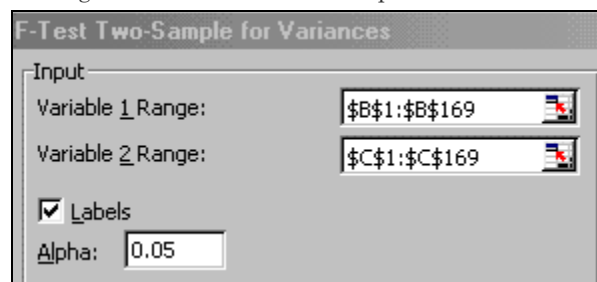 F-Test Two-Sample for Variances
Input
Variable 1 Range: $B$1:$B$169
Variable 2 Range: $C$1:$C$169
Labels
Alpha: 0.05